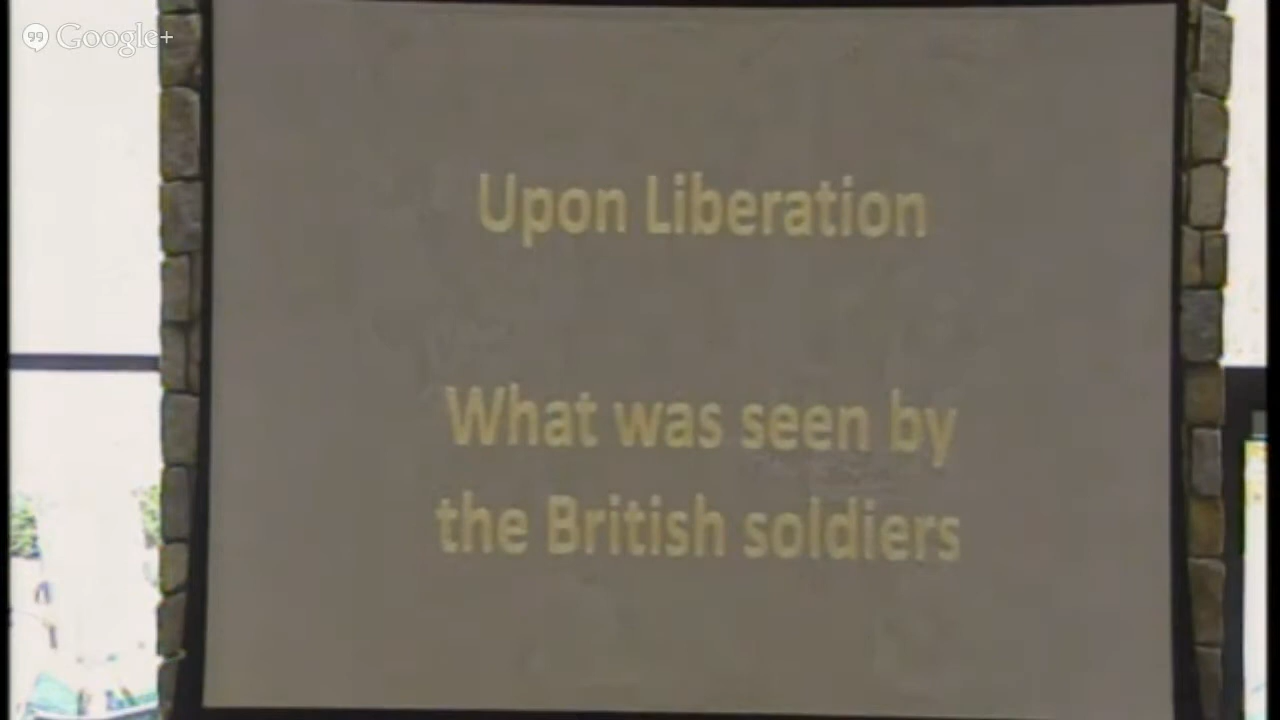 Google+
Upon Liberation
What was seen by
the British soldiers